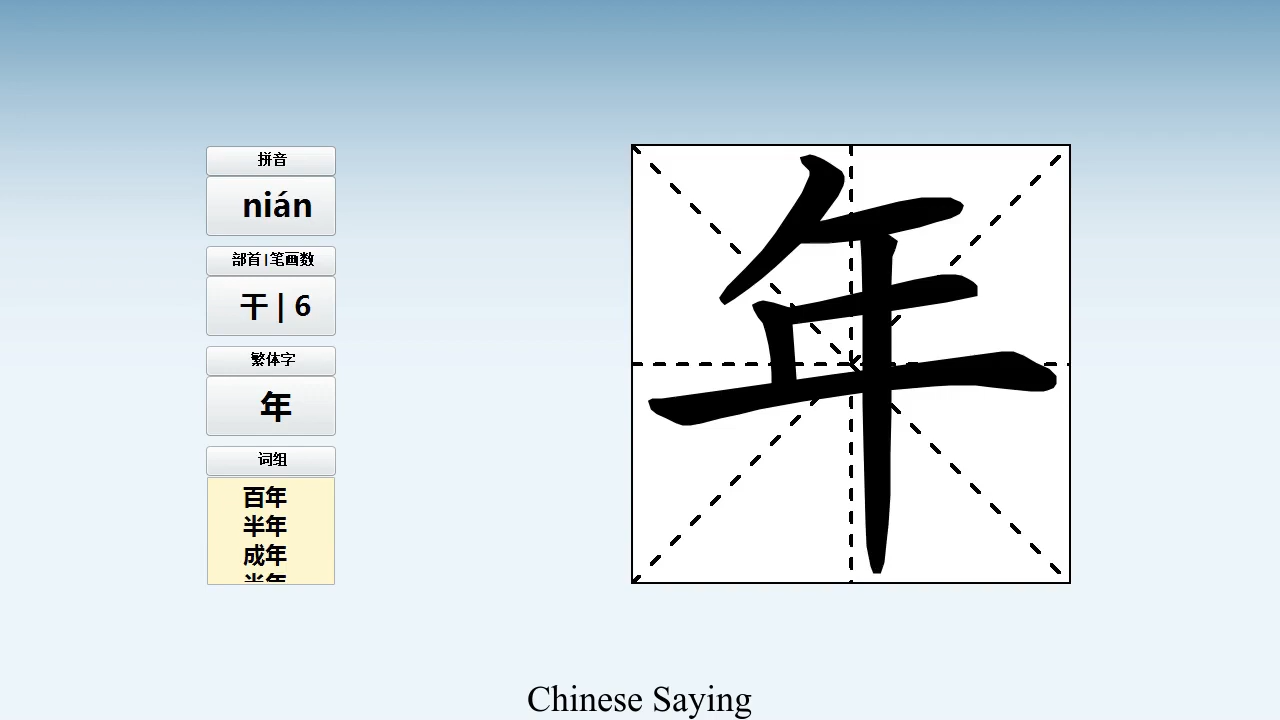 拼音
nián
部首|笔画数
干 | 6
繁体字
年
词组
百年
半年
成年
年
Chinese Saying